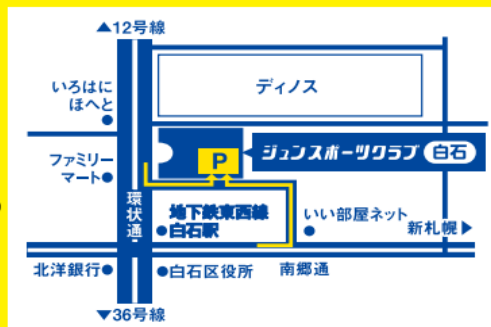 ▲12号線
いろはに
ほへと
ディノス
ファミリー
マート
P
ジュンスポーツクラブ 白石
環状通
地下鉄東西線
白石駅
いい部屋ネット
新札幌▶
北洋銀行
白石区役所
南郷通
▼36号線